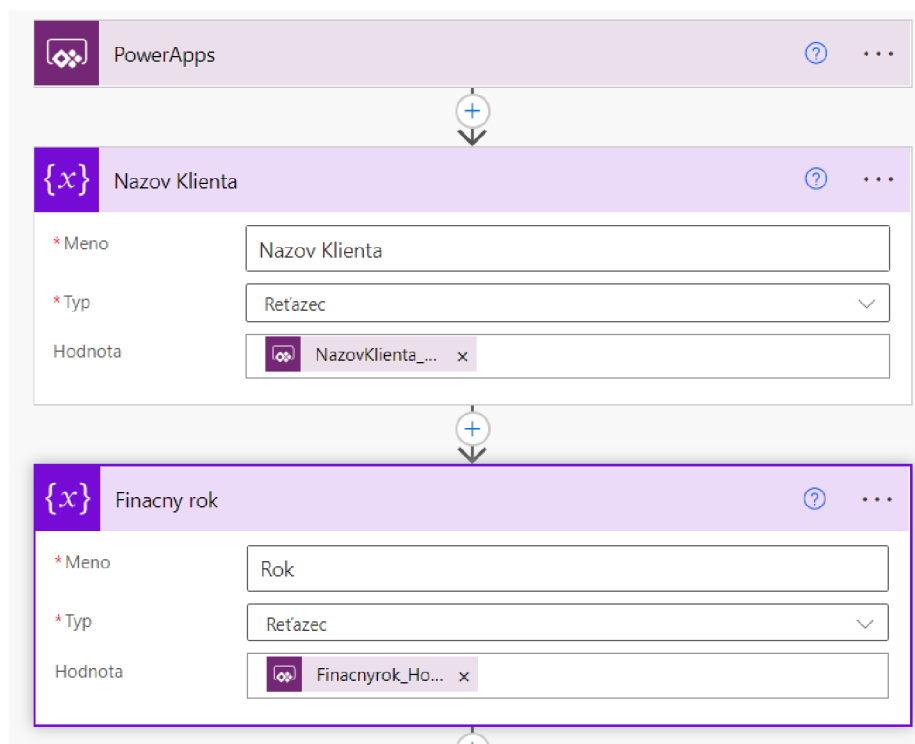 PowerApps
{x} Nazov Klienta
* Meno Nazov Klienta
* Typ Reťazec
Hodnota NazovKlienta_... ×
{x} Finacny rok
* Meno Rok
* Typ Reťazec
Hodnota Finacnyrok_Ho... ×